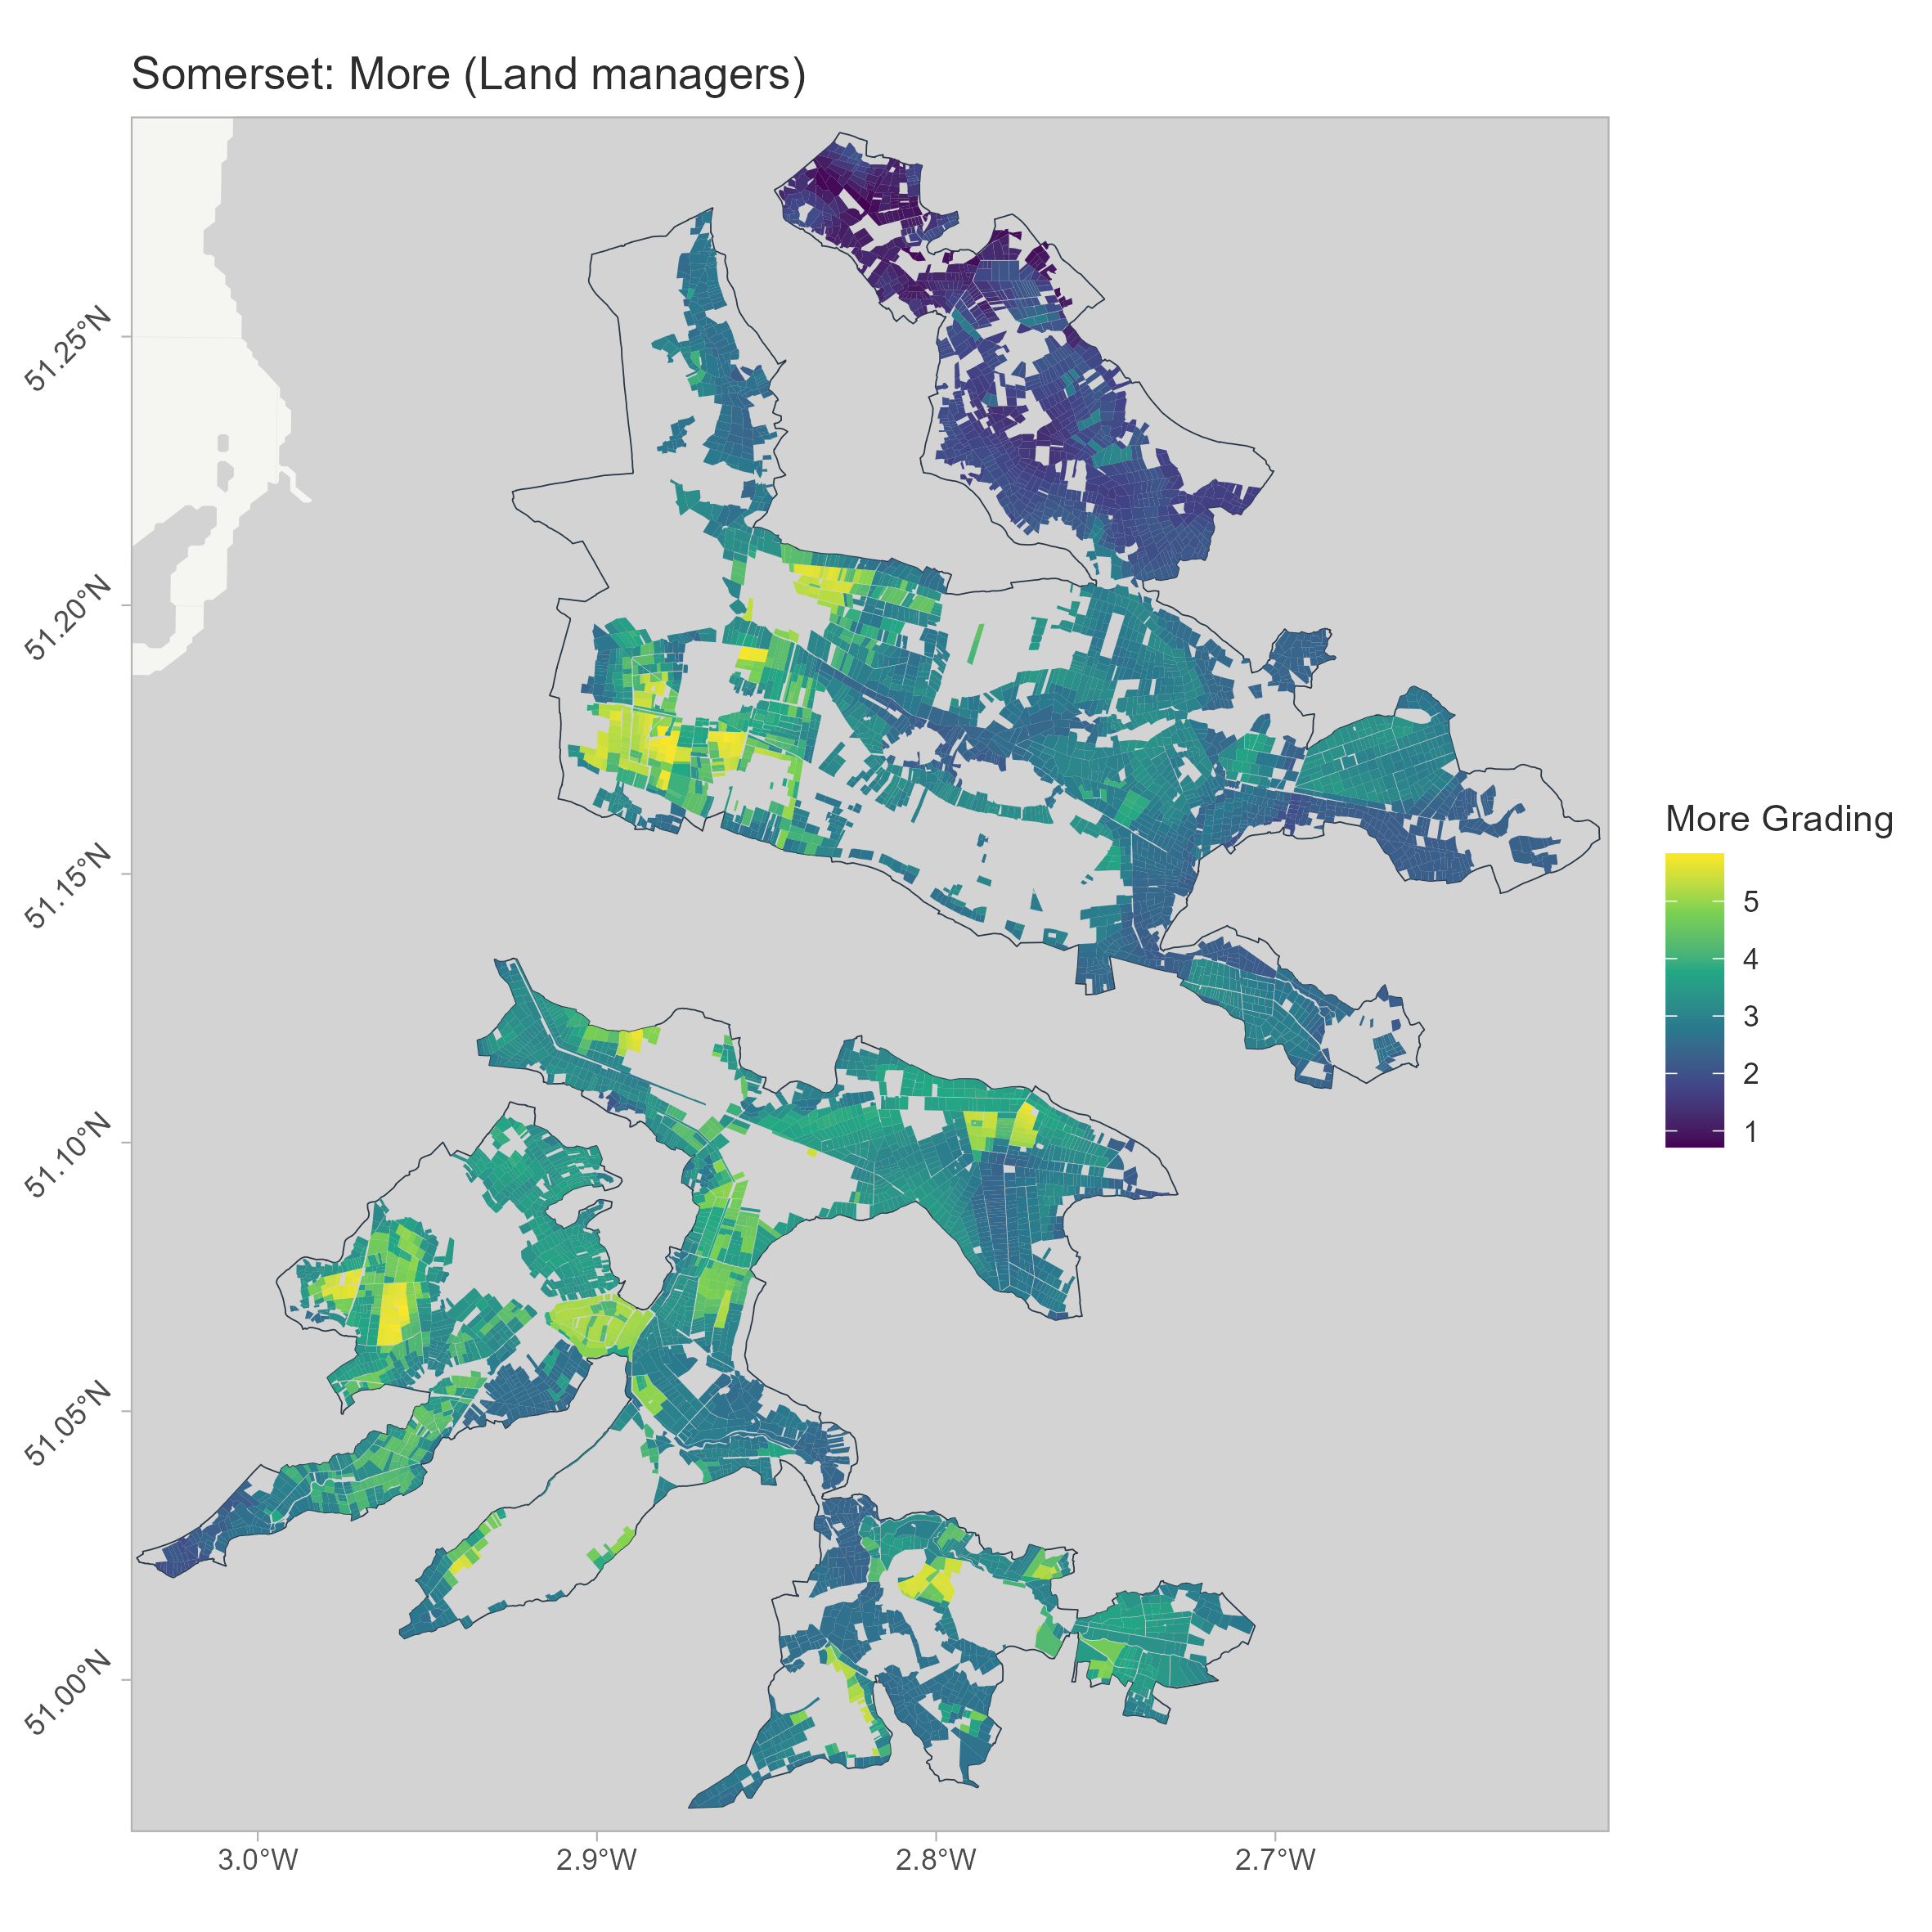 Somerset: More (Land managers)
51.25°N
51.20°N
51.15°N
51.10°N
51.05°N
51.00°N
3.0°W
2.9°W
2.8°W
2.7°W
More Grading
5
4
3
2
1